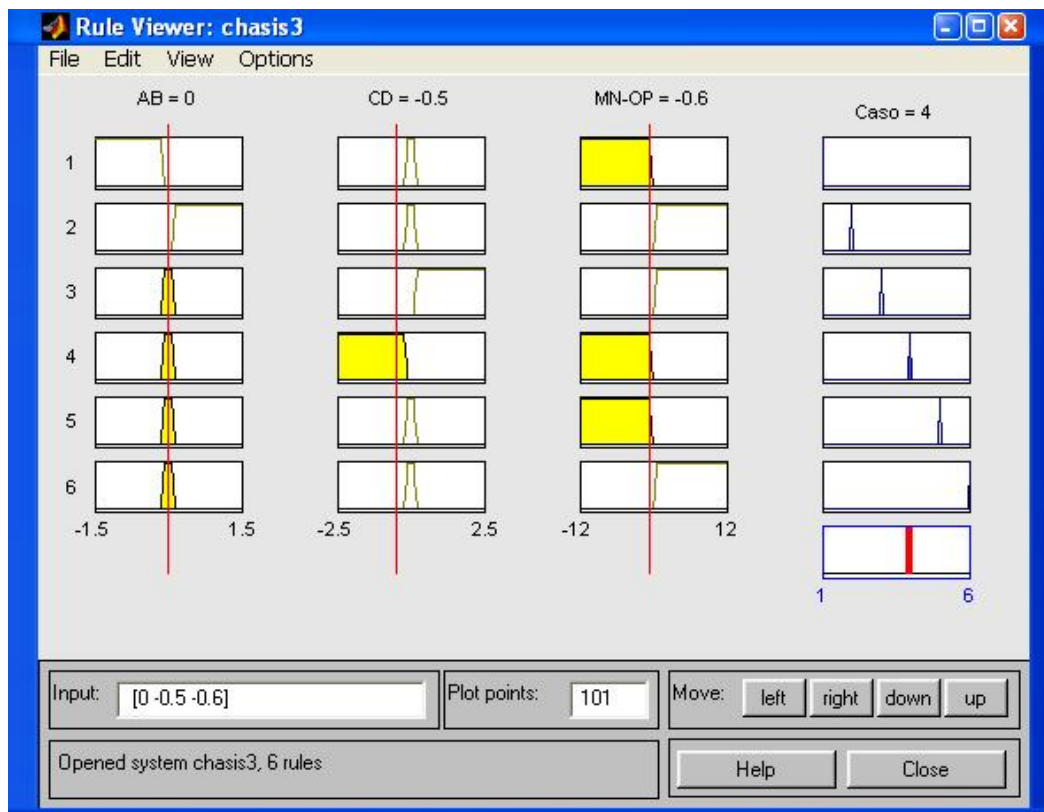 Rule Viewer: chasis3
File Edit View Options
AB = 0 CD = -0.5 MN-OP = -0.6 Caso = 4
1
2
3
4
5
6
-1.5 1.5 -2.5 2.5 -12 12
1 6
Input: [0 -0.5 -0.6] Plot points: 101 Move: left right down up
Opened system chasis3, 6 rules Help Close